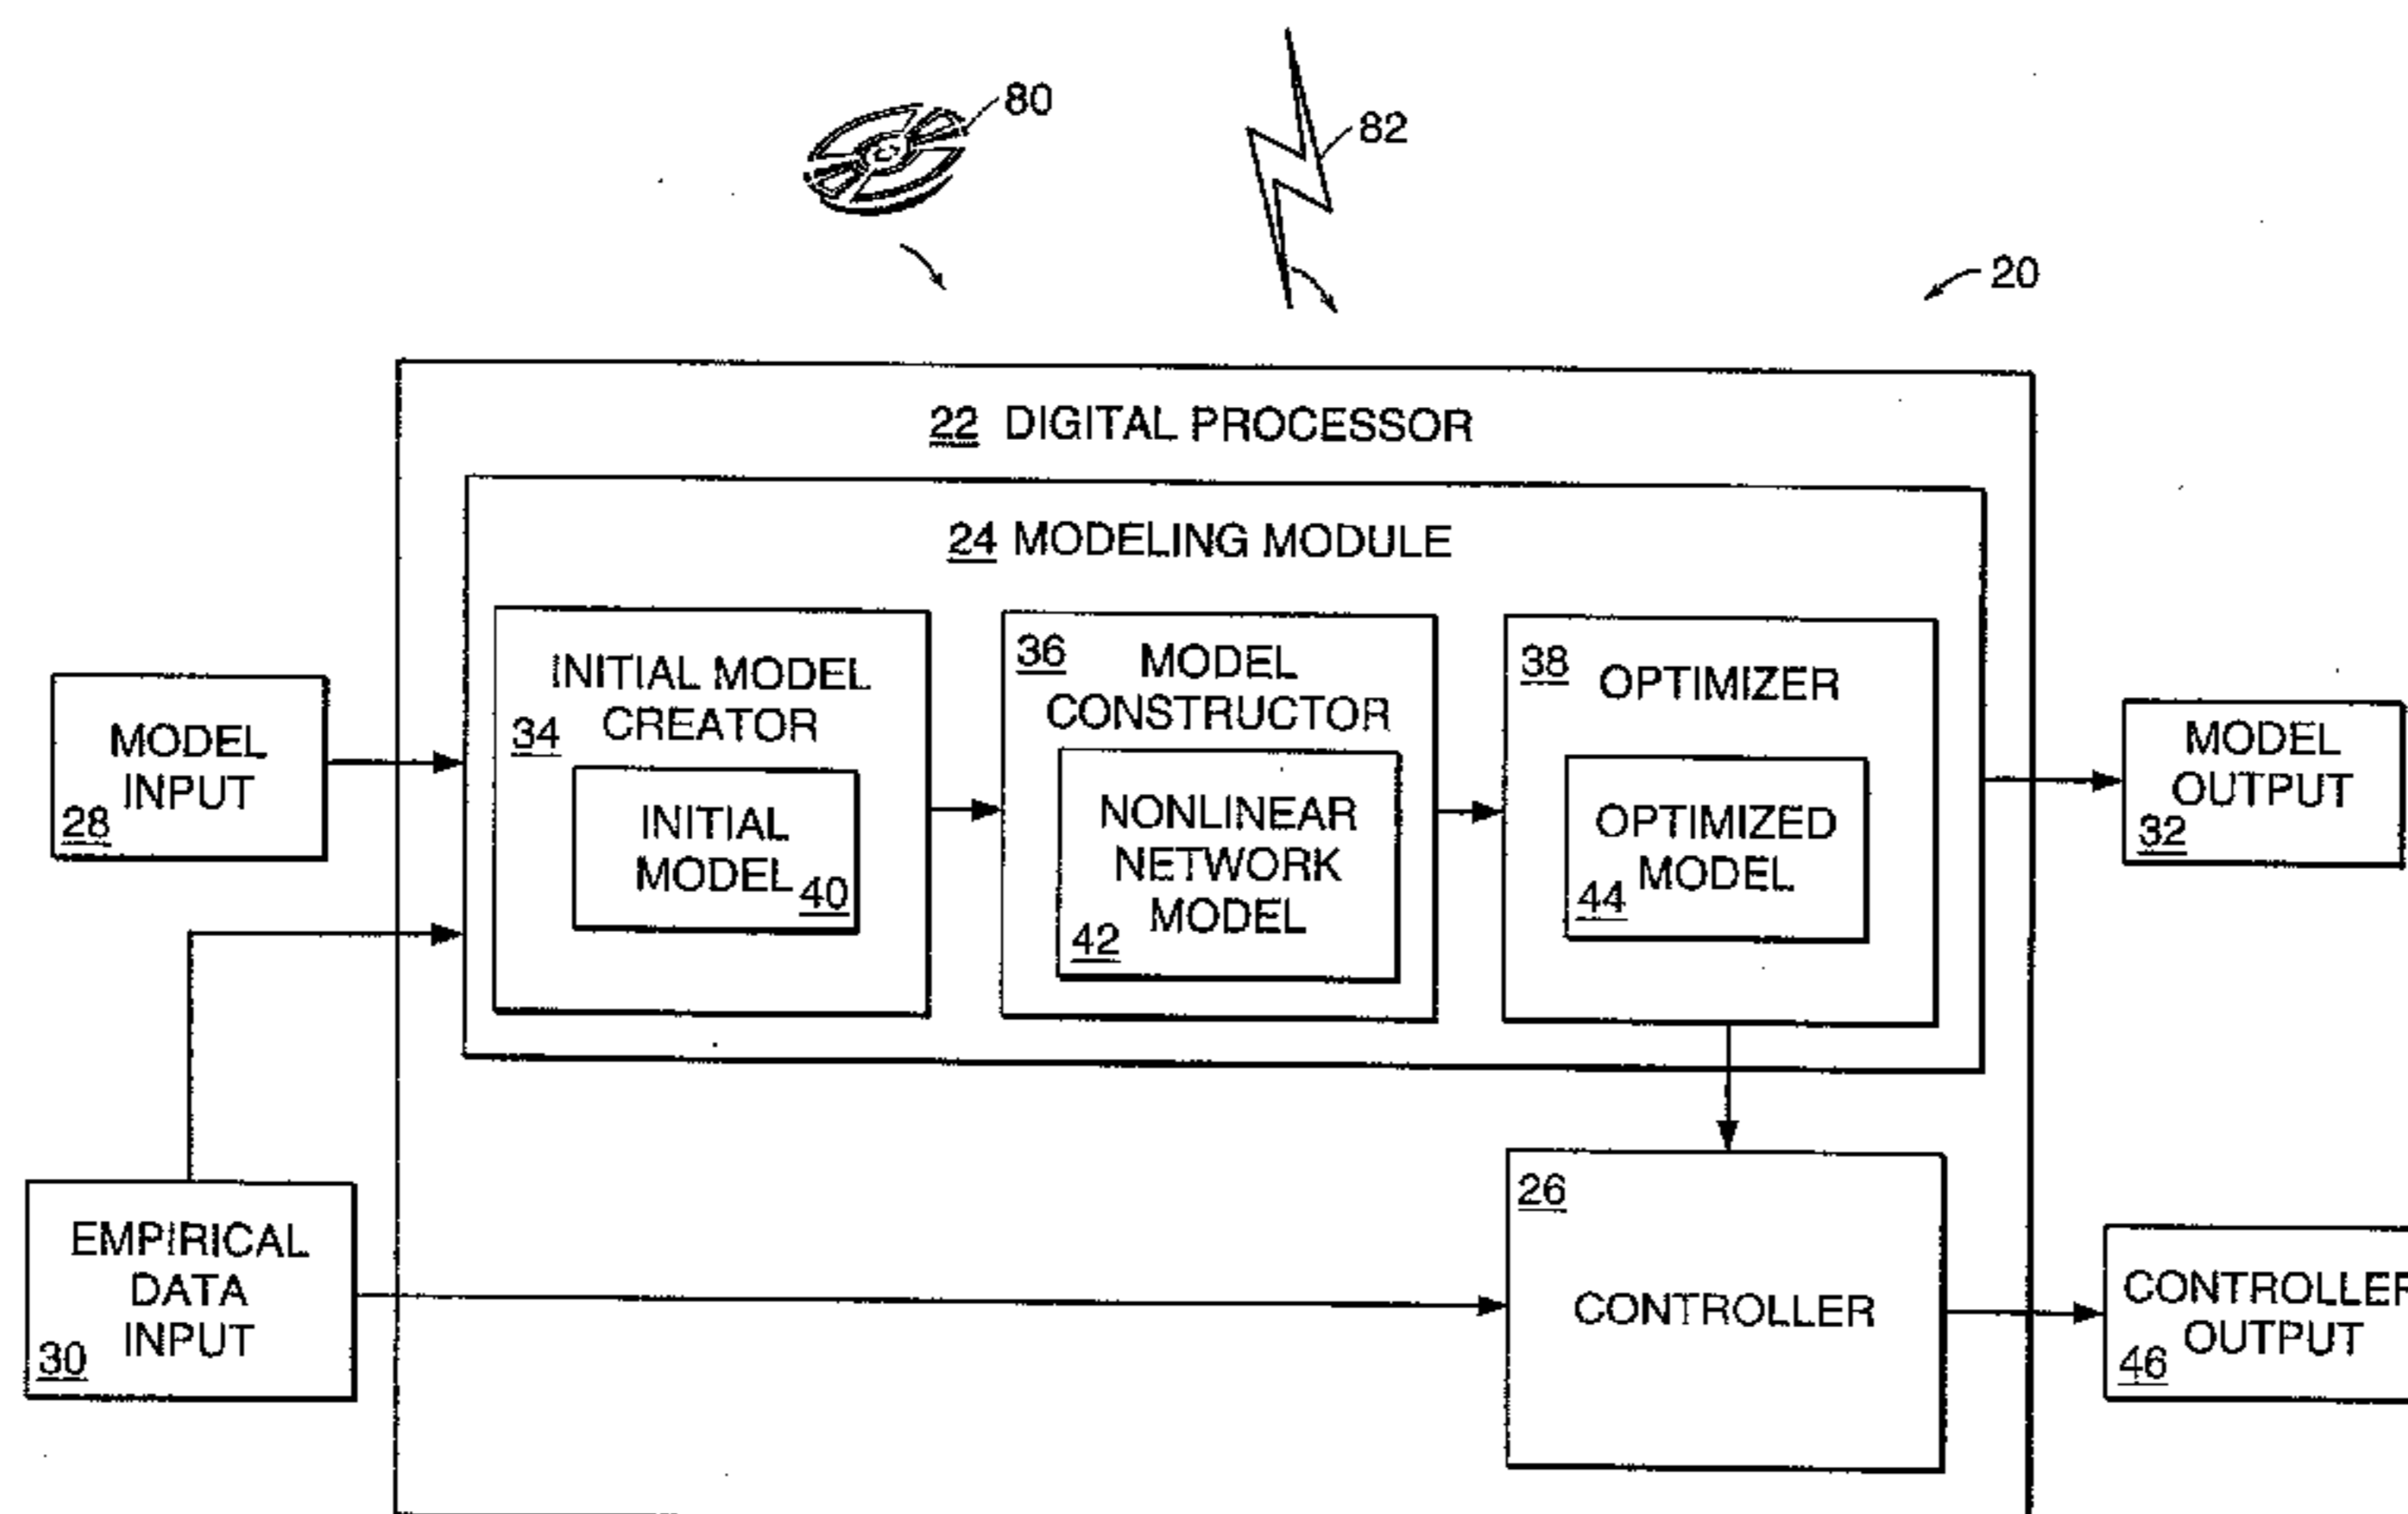 80
82
20
22 DIGITAL PROCESSOR
24 MODELING MODULE
MODEL
INPUT
28
INITIAL MODEL
CREATOR
34
INITIAL
MODEL
40
36
MODEL
CONSTRUCTOR
NONLINEAR
NETWORK
MODEL
42
38
OPTIMIZER
OPTIMIZED
MODEL
44
MODEL
OUTPUT
32
EMPIRICAL
DATA
INPUT
30
26
CONTROLLER
CONTROLLER
OUTPUT
46